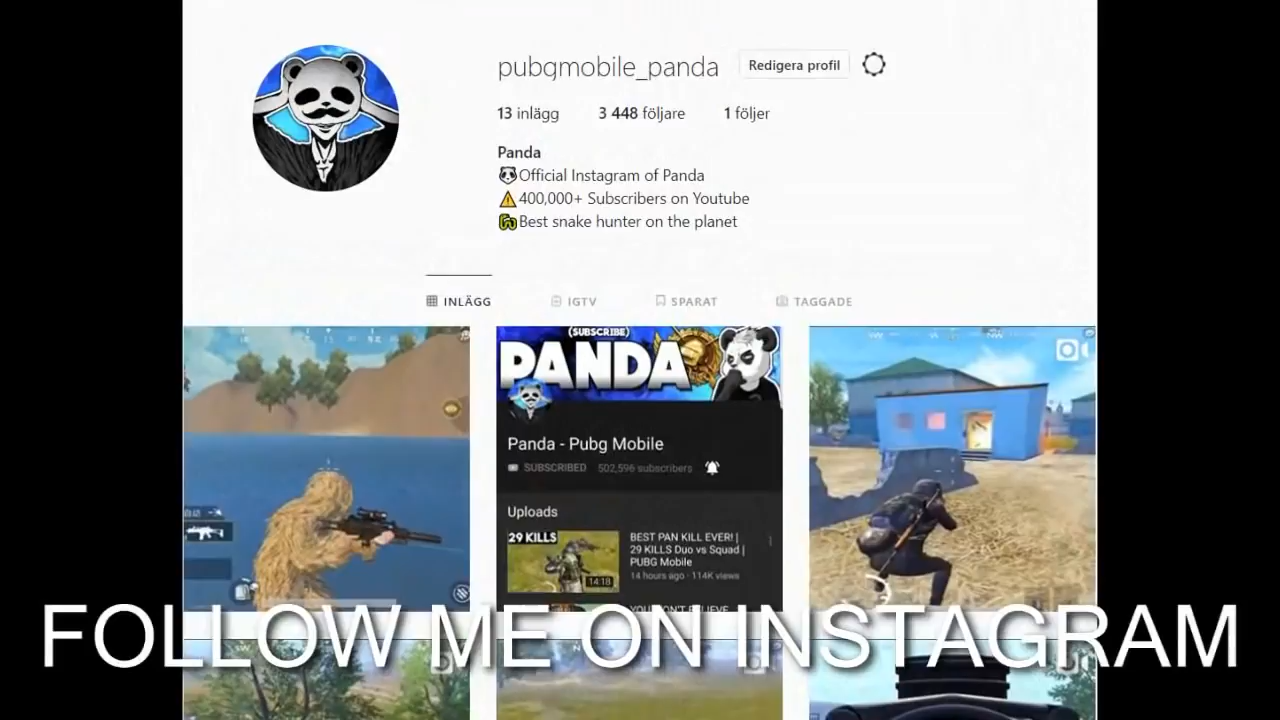 pubgmobile_panda
Redigera profil
13 inlägg
3 448 följare
1 följer
Panda
Official Instagram of Panda
400,000+ Subscribers on Youtube
Best snake hunter on the planet
INLÄGG
IGTV
SPARAT
TAGGADE
(SUBSCRIBE)
PANDA
Panda - Pubg Mobile
SUBSCRIBED 502,596 subscribers
Uploads
29 KILLS
14:18
BEST PAN KILL EVER! |
29 KILLS Duo vs Squad |
PUBG Mobile
14 hours ago · 114K views
YOU DON'T BELIEVE
FOLLOW ME ON INSTAGRAM